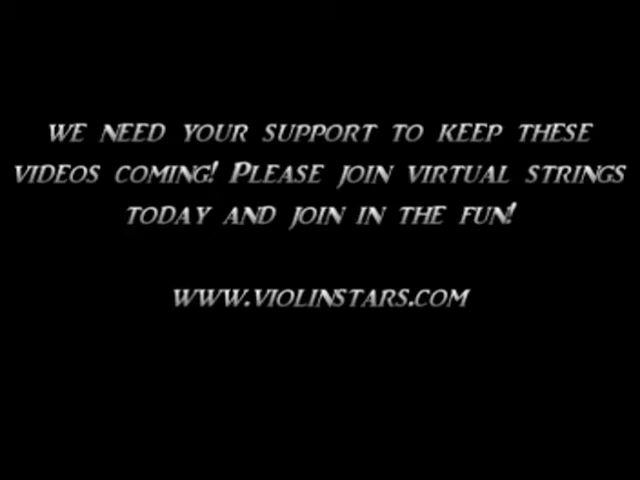 WE NEED YOUR SUPPORT TO KEEP THESE
VIDEOS COMING! PLEASE JOIN VIRTUAL STRINGS
TODAY AND JOIN IN THE FUN!
WWW.VIOLINSTARS.COM